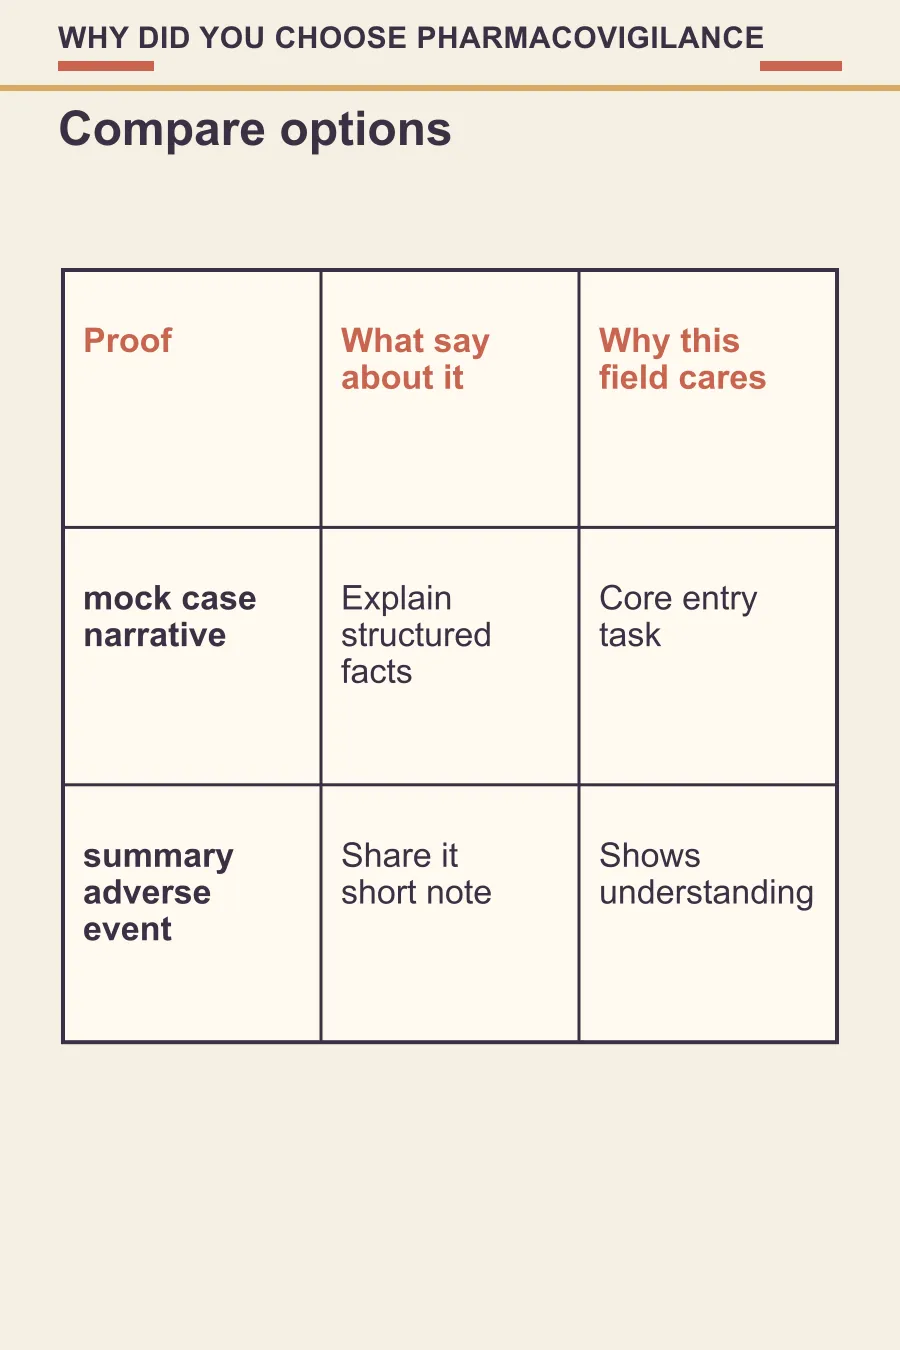 WHY DID YOU CHOOSE PHARMACOVIGILANCE
Compare options
Proof
What say
about it
Why this
field cares
mock case
narrative
Explain
structured
facts
Core entry
task
summary
adverse
event
Share it
short note
Shows
understanding